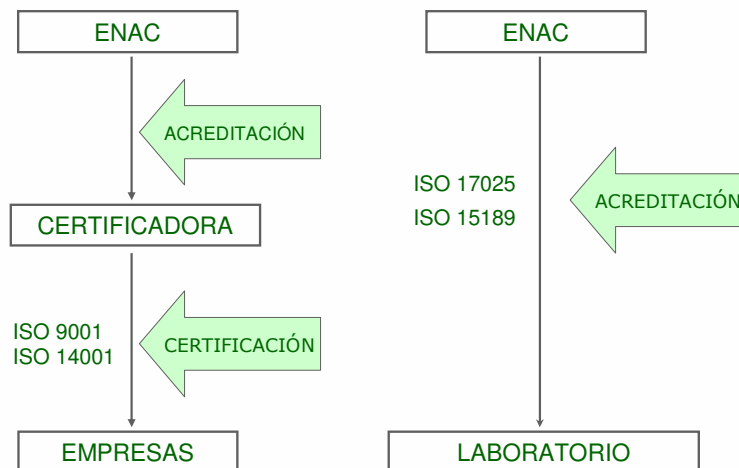 ENAC
ACREDITACIÓN
CERTIFICADORA
ISO 9001
ISO 14001
CERTIFICACIÓN
EMPRESAS
ENAC
ISO 17025
ISO 15189
ACREDITACIÓN
LABORATORIO